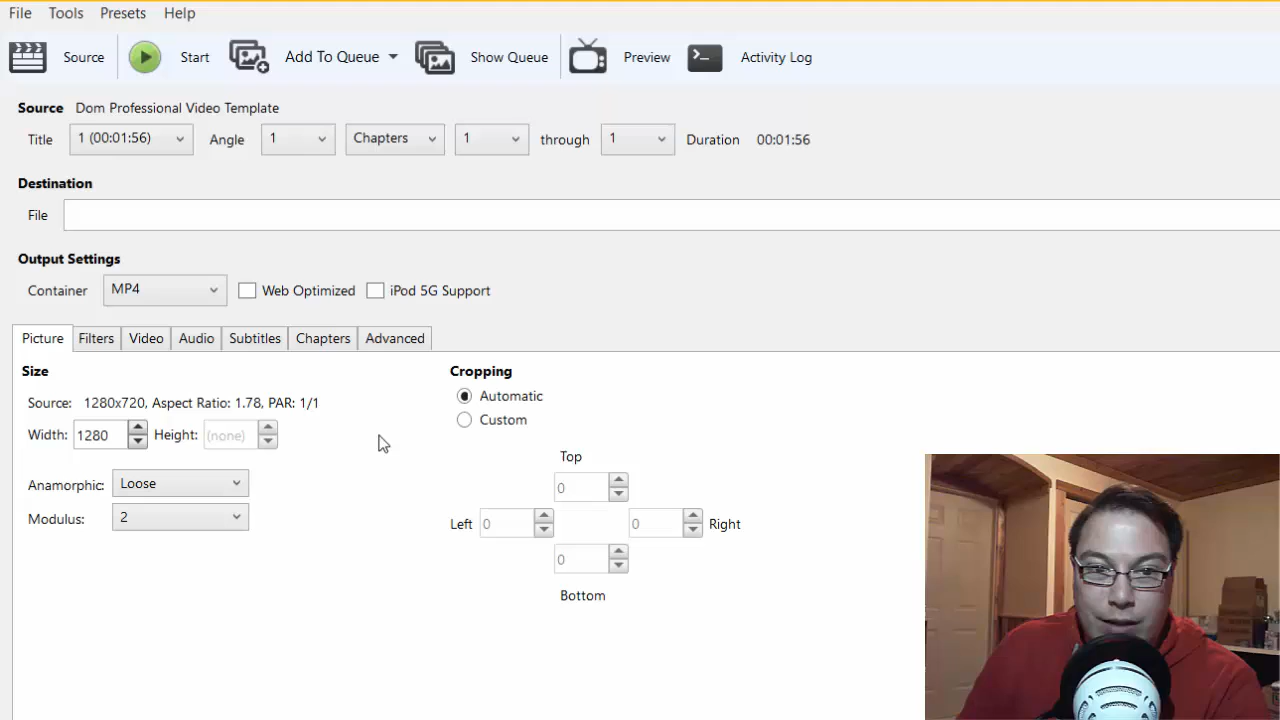 File Tools Presets Help
Source Start Add To Queue Show Queue Preview Activity Log
Source Dom Professional Video Template
Title 1 (00:01:56) Angle 1 Chapters 1 through 1 Duration 00:01:56
Destination
File
Output Settings
Container MP4 Web Optimized iPod 5G Support
Picture Filters Video Audio Subtitles Chapters Advanced
Size
Source: 1280x720, Aspect Ratio: 1.78, PAR: 1/1
Width: 1280 Height: (none)
Anamorphic: Loose
Modulus: 2
Cropping
Automatic
Custom
Top
0
Left 0 0 Right
0
Bottom